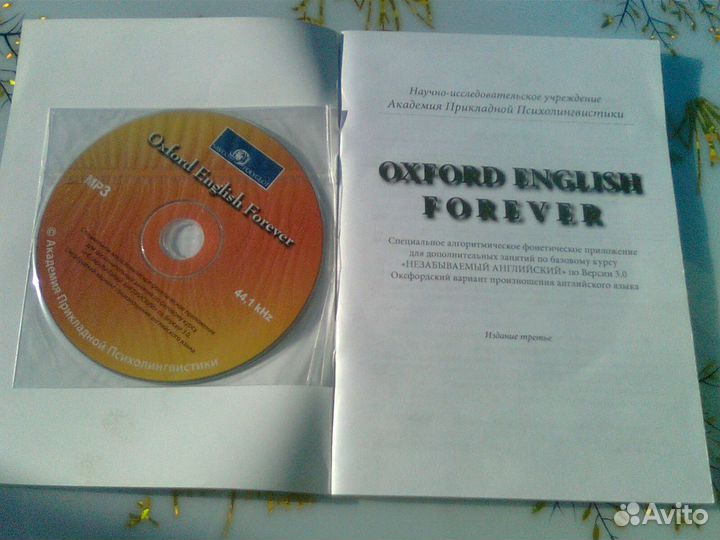 Oxford English Forever
MP3
44,1 kHz
© Академия Прикладной Психолингвистики
Научно-исследовательское учреждение
Академия Прикладной Психолингвистики
OXFORD ENGLISH
FOREVER
Специальное алгоритмическое фонетическое приложение
для дополнительных занятий по базовому курсу
«НЕЗАБЫВАЕМЫЙ АНГЛИЙСКИЙ» по Версии 3.0
Оксфордский вариант произношения английского языка
Издание третье
Avito